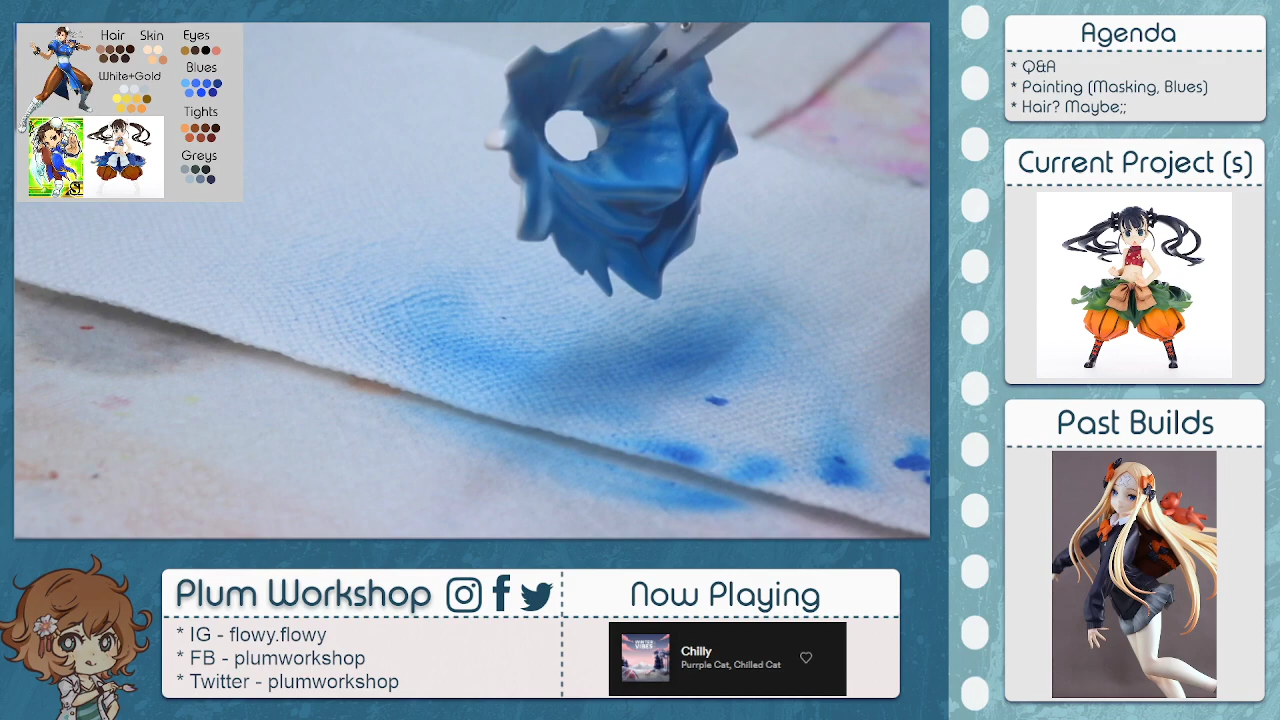 Hair Skin Eyes
White+Gold
Blues
Tights
Greys
Agenda
* Q&A
* Painting (Masking, Blues)
* Hair? Maybe;;
Current Project (s)
Past Builds
Plum Workshop
* IG - flowy.flowy
* FB - plumworkshop
* Twitter - plumworkshop
Now Playing
Chilly
Purrple Cat, Chilled Cat